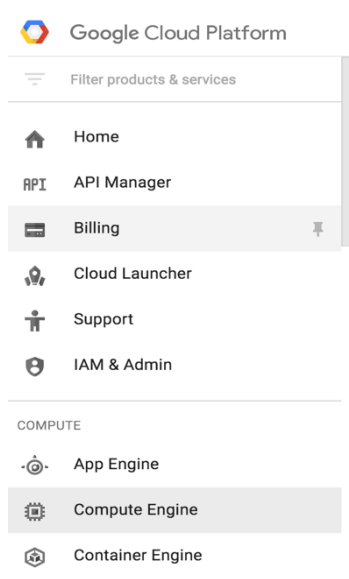 Google Cloud Platform
Filter products & services
Home
API API Manager
Billing
Cloud Launcher
Support
IAM & Admin
COMPUTE
App Engine
Compute Engine
Container Engine